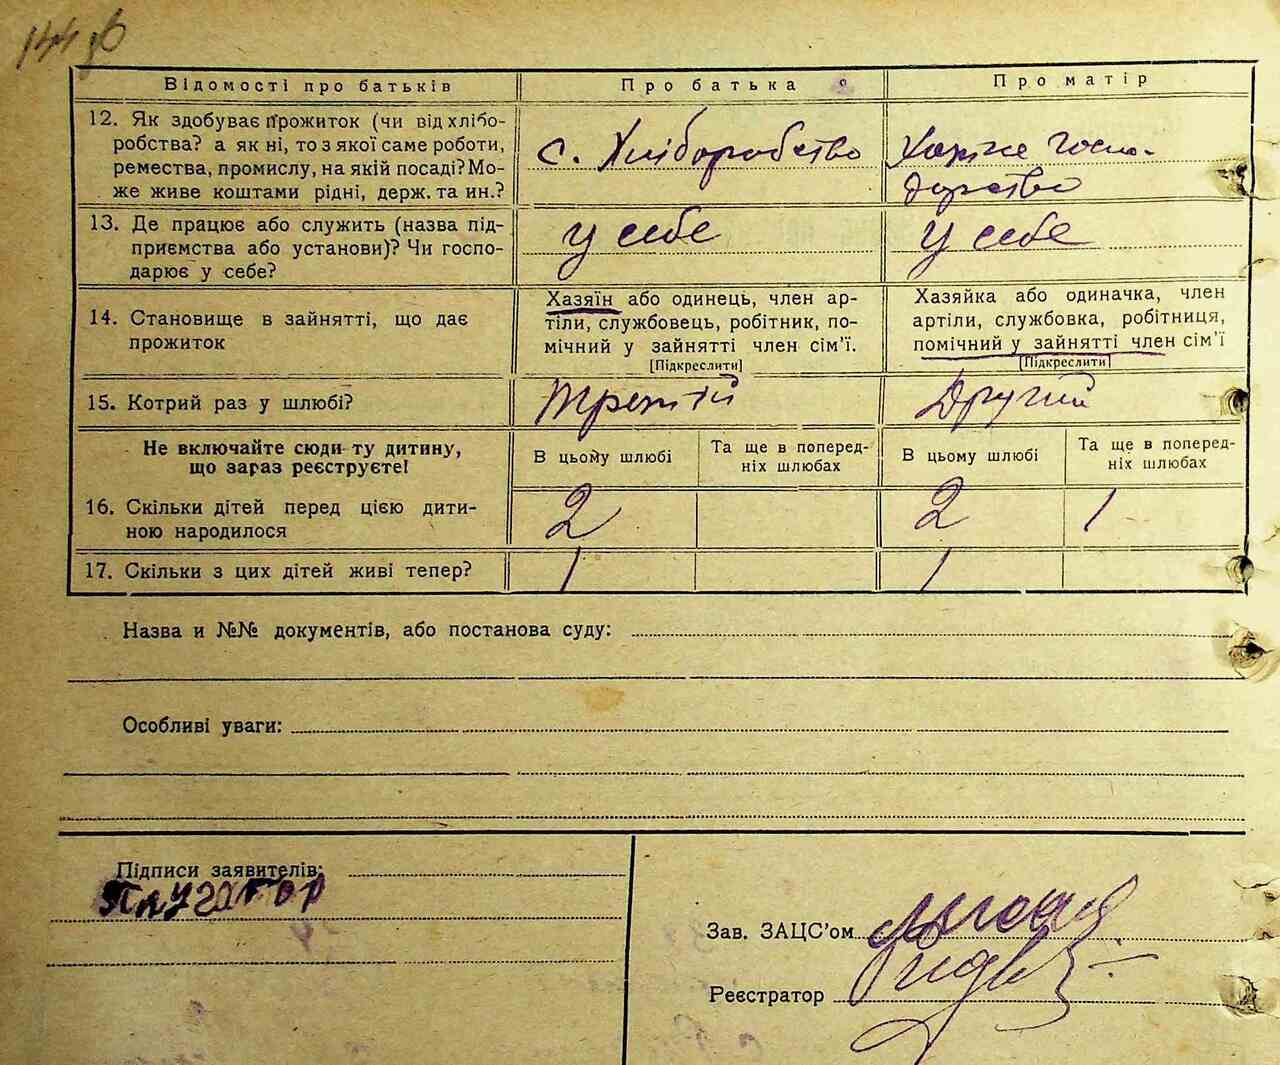 144 зв
Відомості про батьків
Про батька
Про матір
12. Як здобуває прожиток (чи від хлібо-
робства? а як ні, то з якої саме роботи,
ремества, промислу, на якій посаді? Мо-
же живе коштами рідні, держ. та ин.?
с. Хліборобство
Хатнє госпо-
дарство
13. Де працює або служить (назва під-
приємства або установи)? Чи госпо-
дарює у себе?
у себе
у себе
14. Становище в зайнятті, що дає
прожиток
Хазяїн або одинець, член ар-
тіли, службовець, робітник, по-
мічний у зайнятті член сім'ї.
[Підкреслити]
Хазяйка або одиначка, член
артіли, службовка, робітниця,
помічний у зайнятті член сім'ї
[Підкреслити]
15. Котрий раз у шлюбі?
Третій
Другий
Не включайте сюди ту дитину,
що зараз реєструєте!
В цьому шлюбі
Та ще в поперед-
ніх шлюбах
В цьому шлюбі
Та ще в поперед-
ніх шлюбах
16. Скільки дітей перед цією дити-
ною народилося
2
2
1
17. Скільки з цих дітей живі тепер?
1
1
Назва и №№ документів, або постанова суду:
Особливі уваги:
Підписи заявителів:
Плугатор
Зав. ЗАЦС'ом
Реєстратор